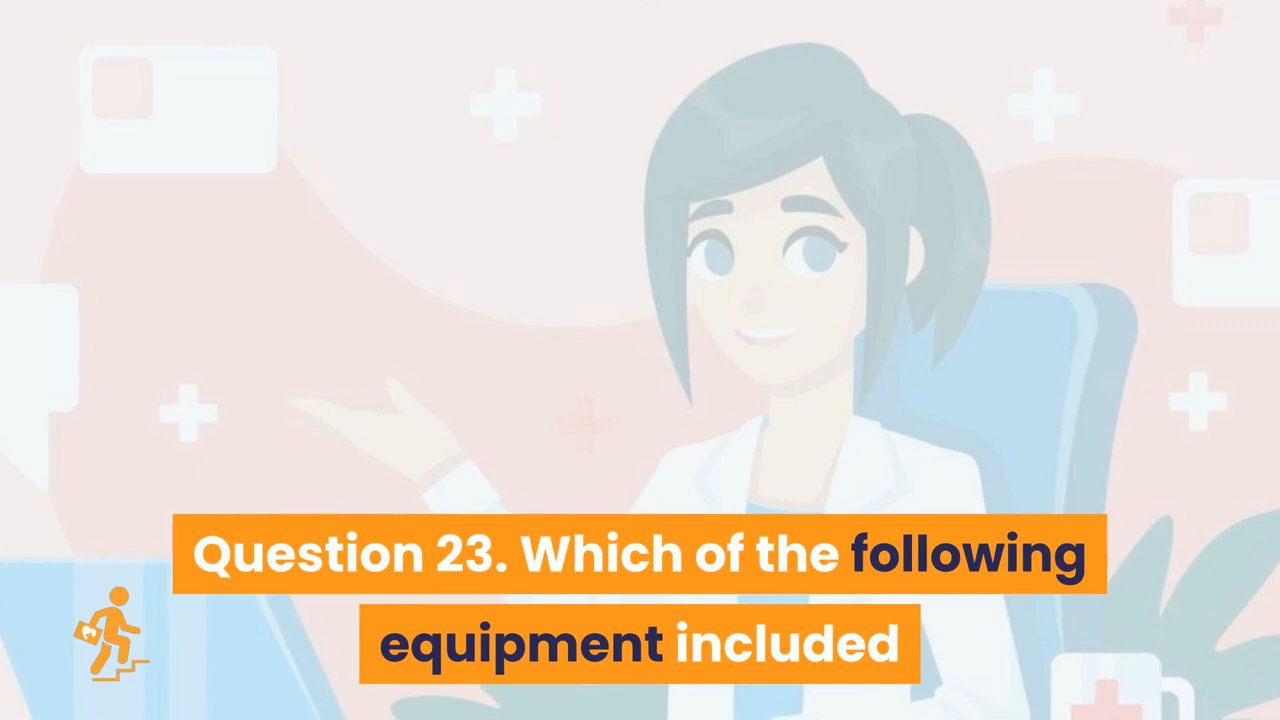 Question 23. Which of the following
equipment included